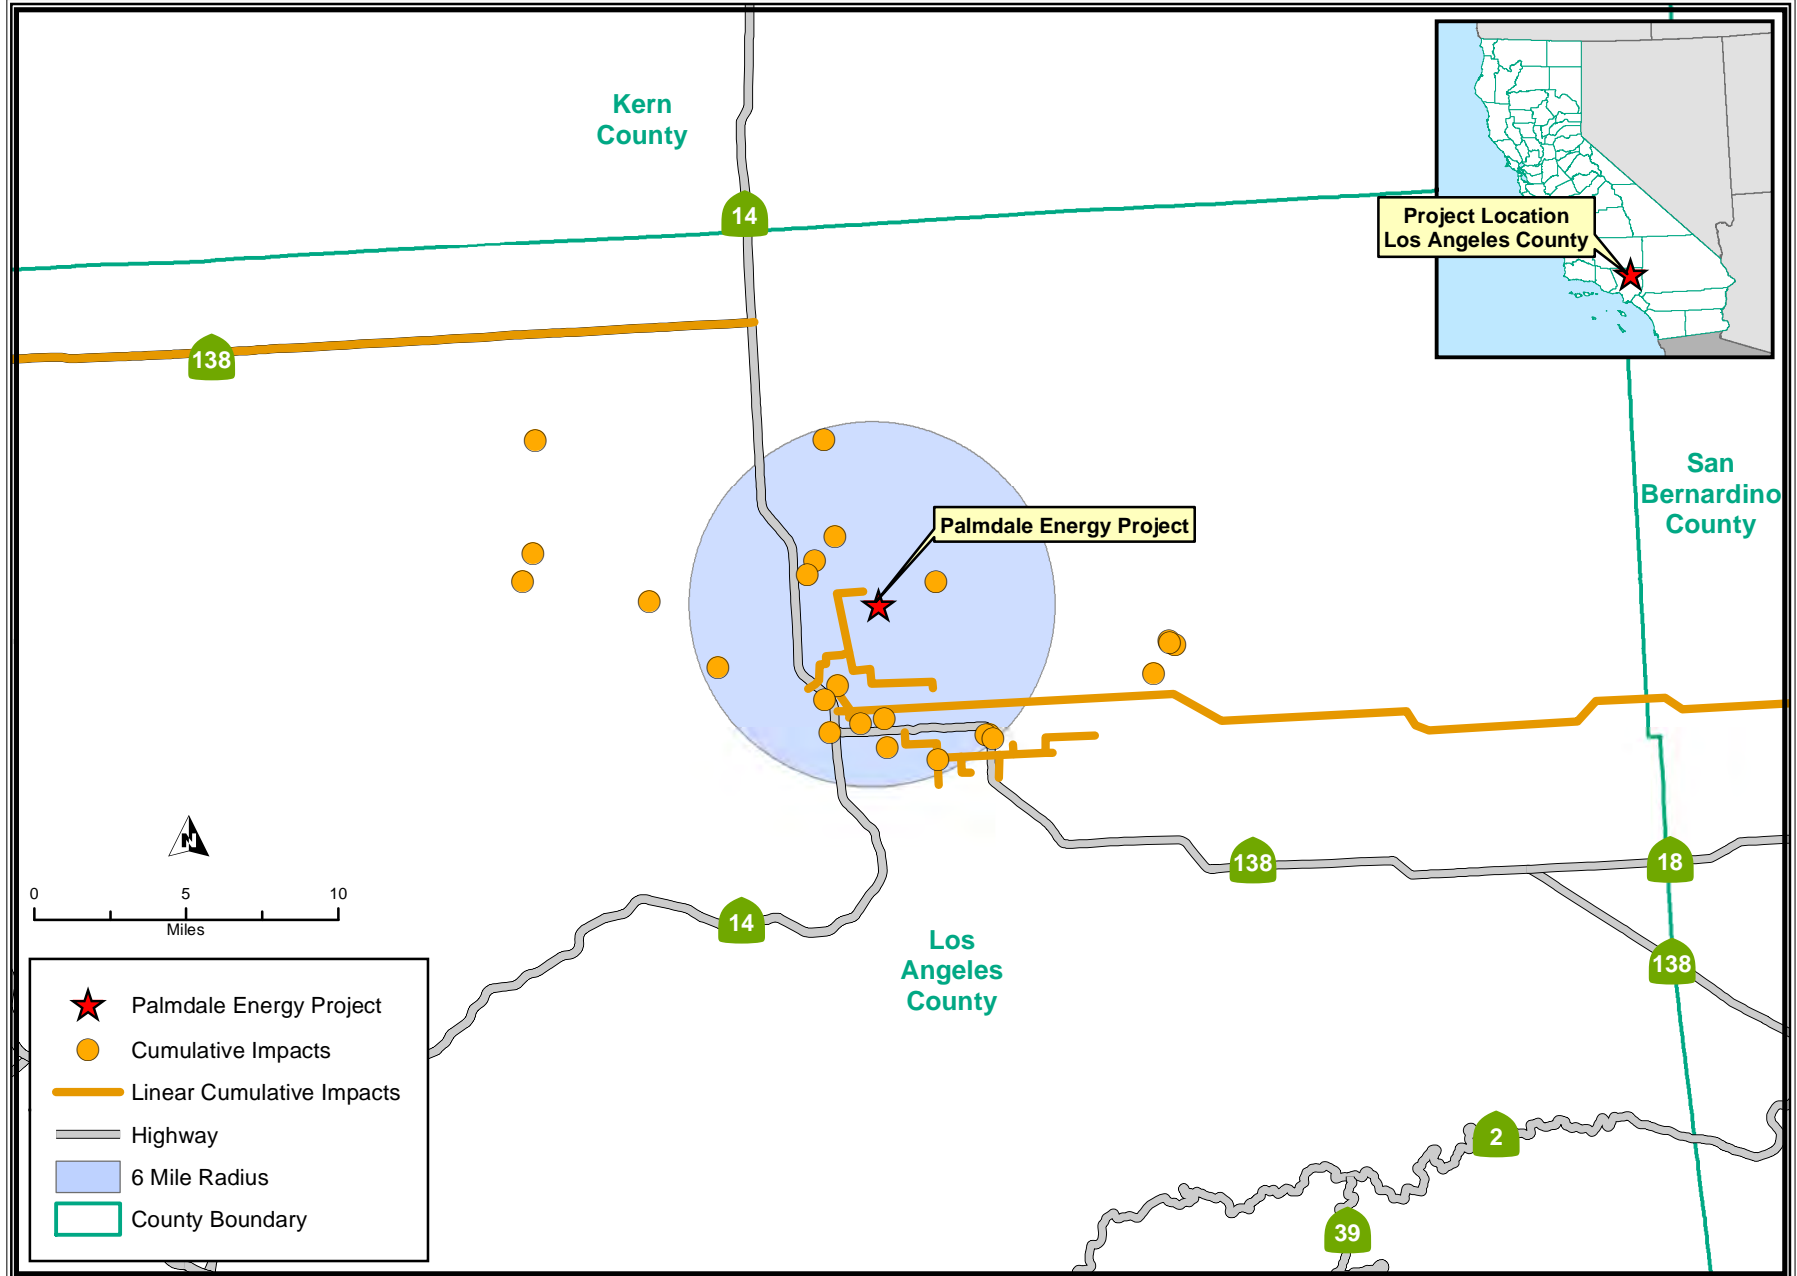 Kern
County
14
Project Location
Los Angeles County
138
San
Bernardino
County
Palmdale Energy Project
N
0 5 10
Miles
138
18
14
Los
Angeles
County
138
Palmdale Energy Project
Cumulative Impacts
Linear Cumulative Impacts
Highway
6 Mile Radius
County Boundary
2
39